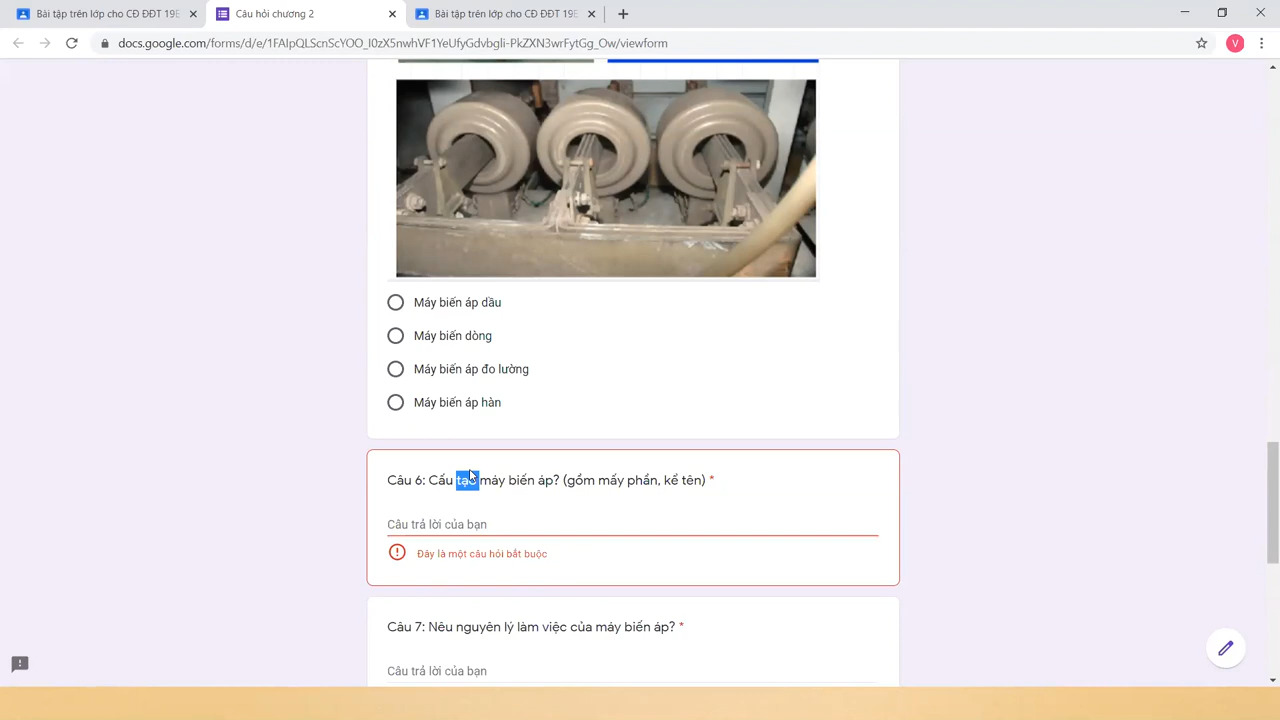 Bài tập trên lớp cho CĐ ĐDT 19E
Câu hỏi chương 2
Bài tập trên lớp cho CĐ ĐDT 19E
docs.google.com/forms/d/e/1FAIpQLScnScYOO_I0zX5nwhVF1YeUfyGdvbgli-PkZXN3wrFytGg_Ow/viewform
V
Máy biến áp dầu
Máy biến dòng
Máy biến áp đo lường
Máy biến áp hàn
Câu 6: Cấu tạo máy biến áp? (gồm mấy phần, kể tên) *
Câu trả lời của bạn
Đây là một câu hỏi bắt buộc
Câu 7: Nêu nguyên lý làm việc của máy biến áp? *
Câu trả lời của bạn